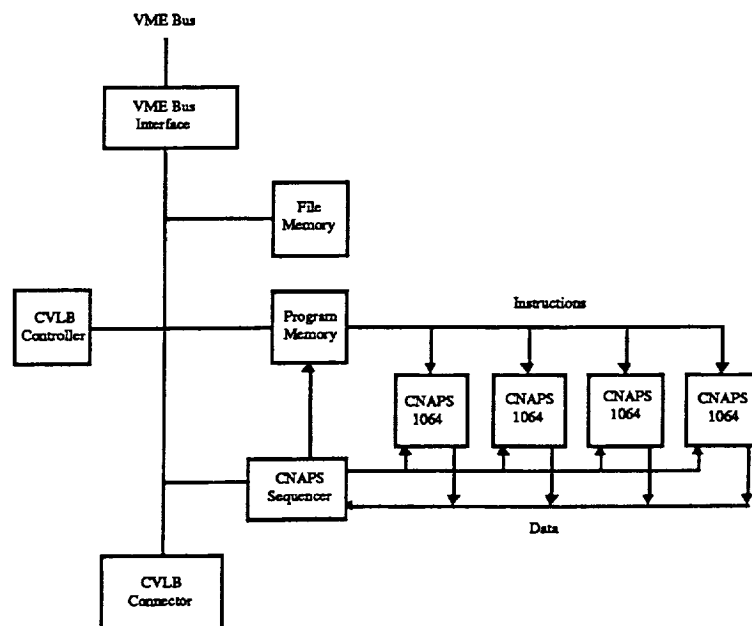 VME Bus
VME Bus
Interface
File
Memory
CVLB
Controller
Program
Memory
Instructions
CNAPS
1064
CNAPS
1064
CNAPS
1064
CNAPS
1064
CNAPS
Sequencer
Data
CVLB
Connector